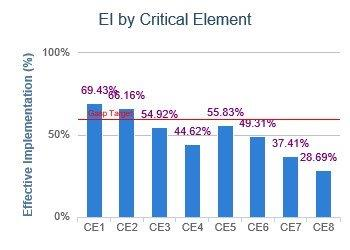 EI by Critical Element
Effective Implementation (%)
100%
50%
0%
69.43%
66.16%
54.92%
44.62%
55.83%
49.31%
37.41%
28.69%
Gasp Target
CE1 CE2 CE3 CE4 CE5 CE6 CE7 CE8